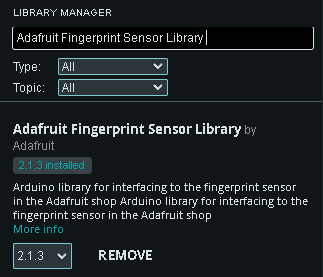 LIBRARY MANAGER
Adafruit Fingerprint Sensor Library
Type: All
Topic: All
Adafruit Fingerprint Sensor Library by
Adafruit
2.1.3 installed
Arduino library for interfacing to the fingerprint sensor
in the Adafruit shop Arduino library for interfacing to the
fingerprint sensor in the Adafruit shop
More info
2.1.3 REMOVE